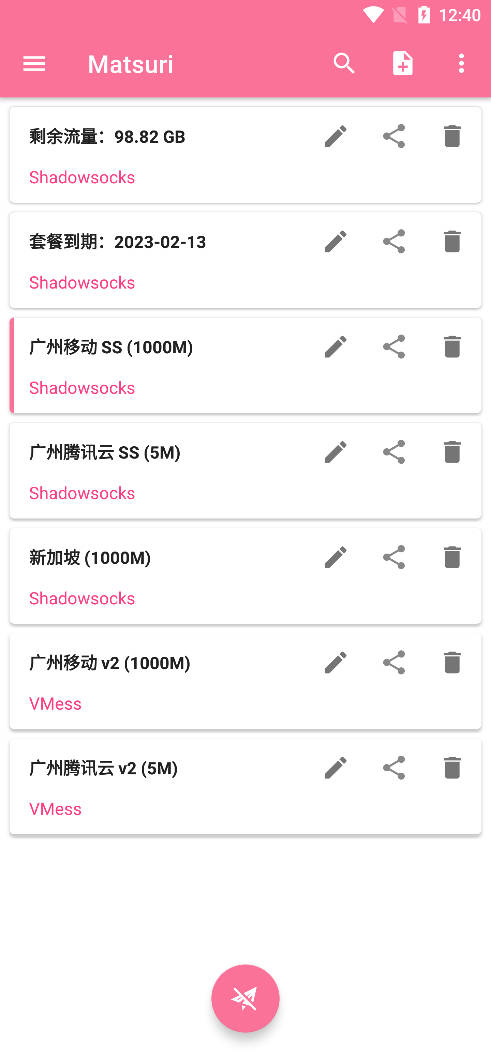 12:40
Matsuri
剩余流量：98.82 GB
Shadowsocks
套餐到期：2023-02-13
Shadowsocks
广州移动 SS (1000M)
Shadowsocks
广州腾讯云 SS (5M)
Shadowsocks
新加坡 (1000M)
Shadowsocks
广州移动 v2 (1000M)
VMess
广州腾讯云 v2 (5M)
VMess